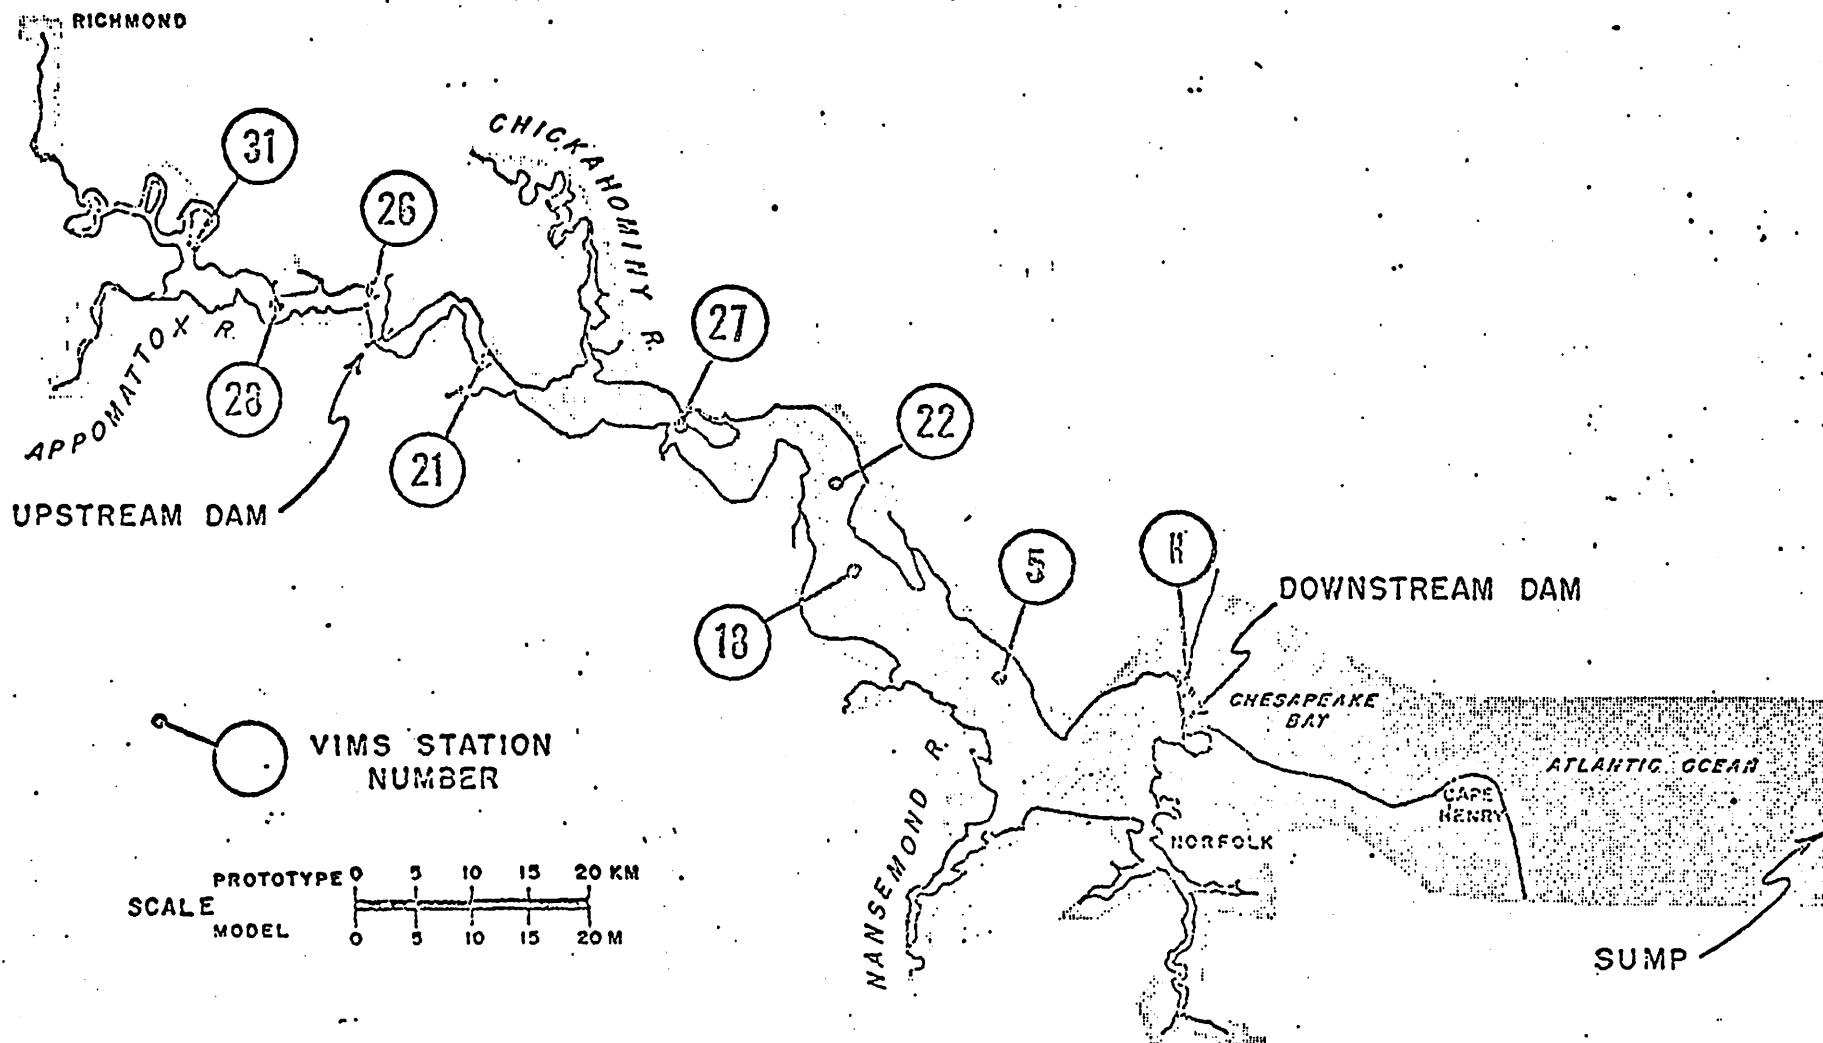 RICHMOND
31
26
CHICKAHOMINY R.
27
APPOMATTOX R.
28
21
22
UPSTREAM DAM
5
DOWNSTREAM DAM
18
CHESAPEAKE
BAY
VIMS STATION
NUMBER
NANSEMOND R.
ATLANTIC OCEAN
CAPE
HENRY
NORFOLK
SCALE
PROTOTYPE 0 5 10 15 20 KM
MODEL 0 5 10 15 20 M
SUMP